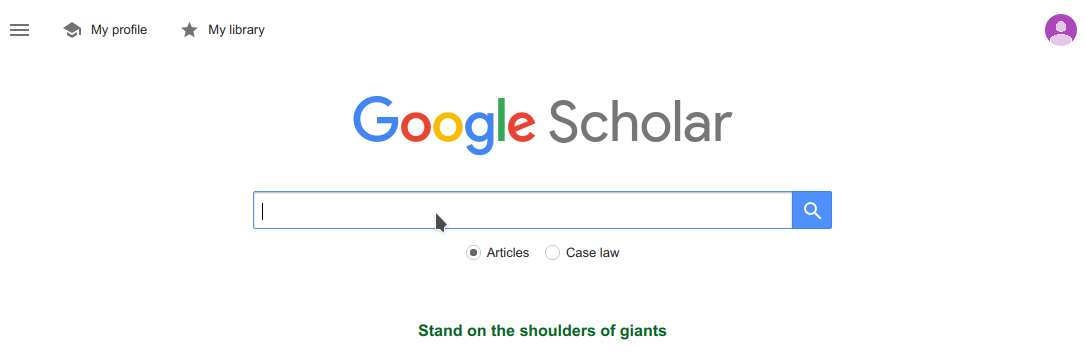 My profile My library
Google Scholar
Articles Case law
Stand on the shoulders of giants